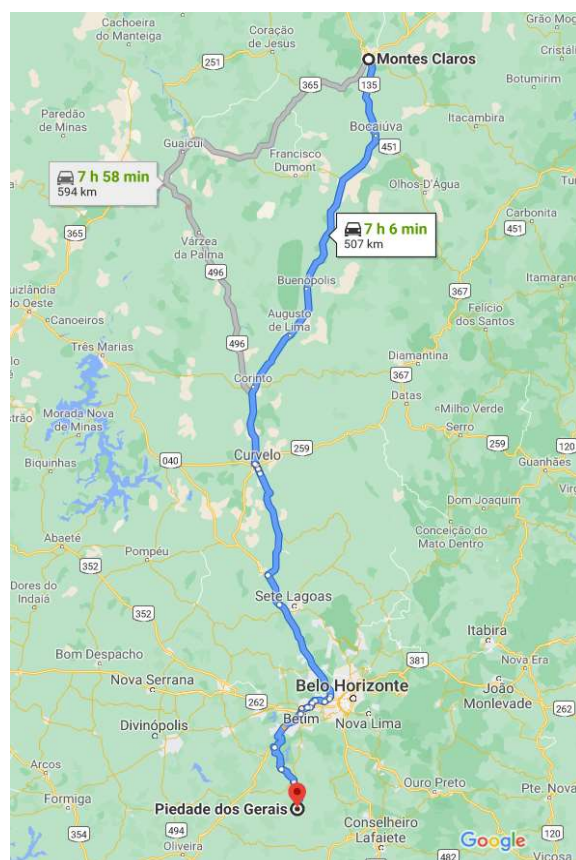 Cachoeira
do Manteiga
Coração
de Jesus
Grão Mog
Montes Claros
Cristáli
251
135
Botumirim
365
Paredão
de Minas
Itacambira
Bocaiúva
Guaicuí
451
Francisco
Dumont
7 h 58 min
594 km
Olhos-D'Água
Tur
Carbonita
365
7 h 6 min
507 km
451
Várzea
da Palma
367
496
Buenópolis
Itamarand
uizlândia
do Oeste
Augusto
de Lima
Felício
dos Santos
Canoeiros
496
Três Marias
Diamantina
Corinto
367
Datas
Morada Nova
de Minas
Milho Verde
Serro
259
259
strão
040
Curvelo
120
Biquinhas
Guanhães
Virg
Dom Joaquim
Abaeté
Pompéu
Conceição do
Mato Dentro
352
Dores do
Indaiá
Sete Lagoas
352
Itabira
Bom Despacho
381
Nova Era
Nova Serrana
Belo Horizonte
João
Monlevade
262
262
Betim
Nova Lima
Divinópolis
Arcos
Ouro Preto
Pte. Nova
Formiga
Piedade dos Gerais
120
354
494
Conselheiro
Lafaiete
Oliveira
482
Google
Viçosa